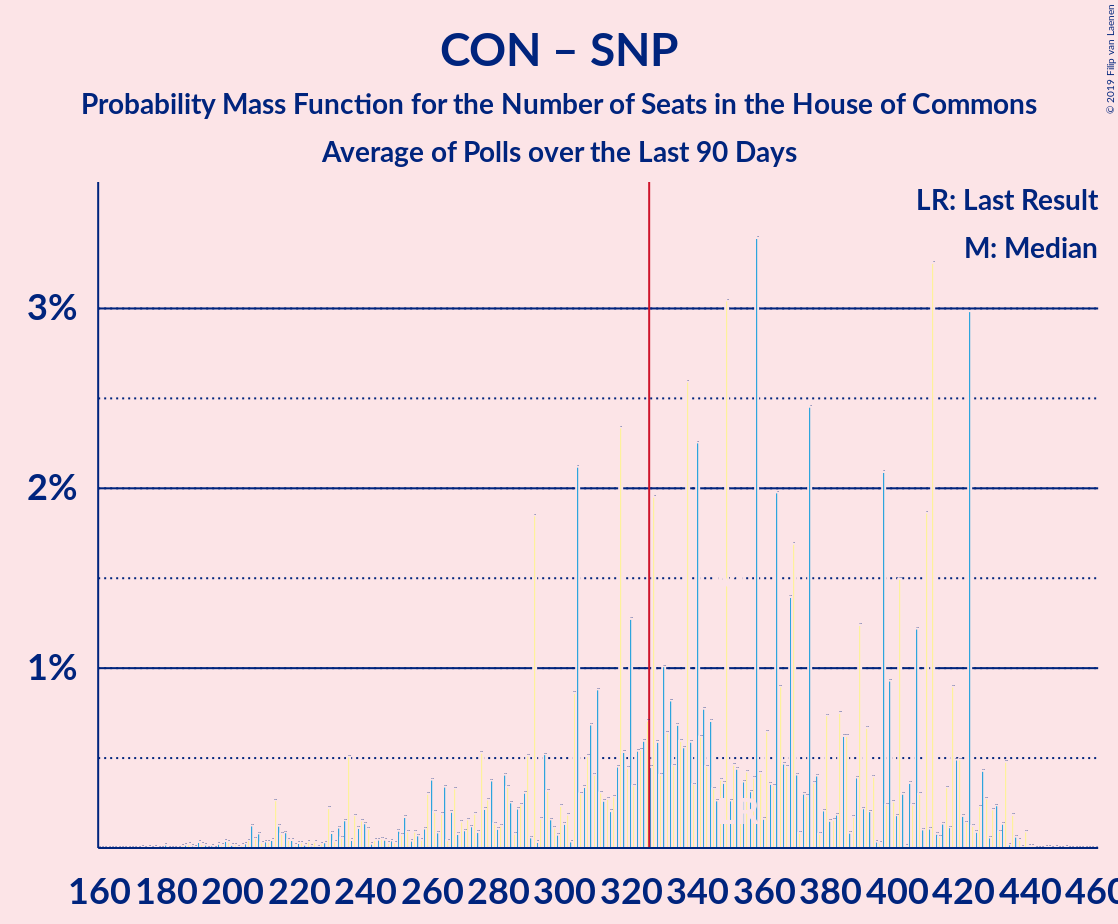 CON – SNP
Probability Mass Function for the Number of Seats in the House of Commons
Average of Polls over the Last 90 Days
© 2019 Filip van Laenen
LR: Last Result
M: Median
3%
2%
1%
160 180 200 220 240 260 280 300 320 340 360 380 400 420 440 460